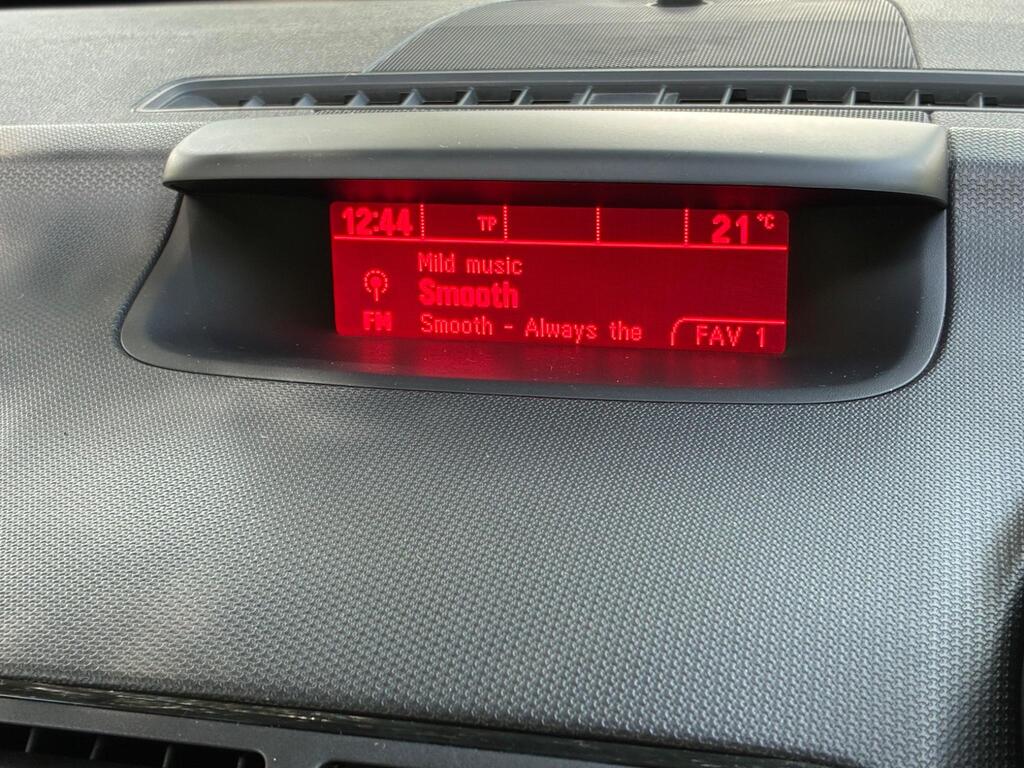 12:44 TP 21 °C
Mild music
Smooth
FM Smooth - Always the FAV 1